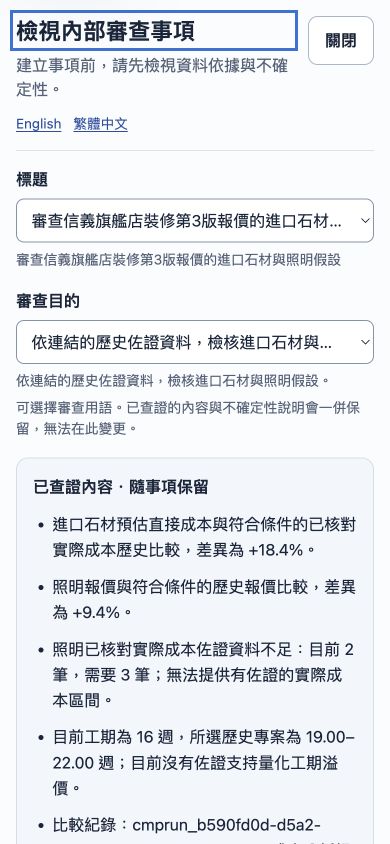 檢視內部審查事項
關閉
建立事項前，請先檢視資料依據與不確
定性。
English 繁體中文
標題
審查信義旗艦店裝修第3版報價的進口石材...
審查信義旗艦店裝修第3版報價的進口石材與照明假設
審查目的
依連結的歷史佐證資料，檢核進口石材與...
依連結的歷史佐證資料，檢核進口石材與照明假設。
可選擇審查用語。已查證的內容與不確定性說明會一併保
留，無法在此變更。
已查證內容 · 隨事項保留
• 進口石材預估直接成本與符合條件的已核對
實際成本歷史比較，差異為 +18.4%。
• 照明報價與符合條件的歷史報價比較，差異
為 +9.4%。
• 照明已核對實際成本佐證資料不足：目前 2
筆，需要 3 筆；無法提供有佐證的實際成
本區間。
• 目前工期為 16 週，所選歷史專案為 19.00–
22.00 週；目前沒有佐證支持量化工期溢
價。
• 比較紀錄：cmprun_b590fd0d-d5a2-